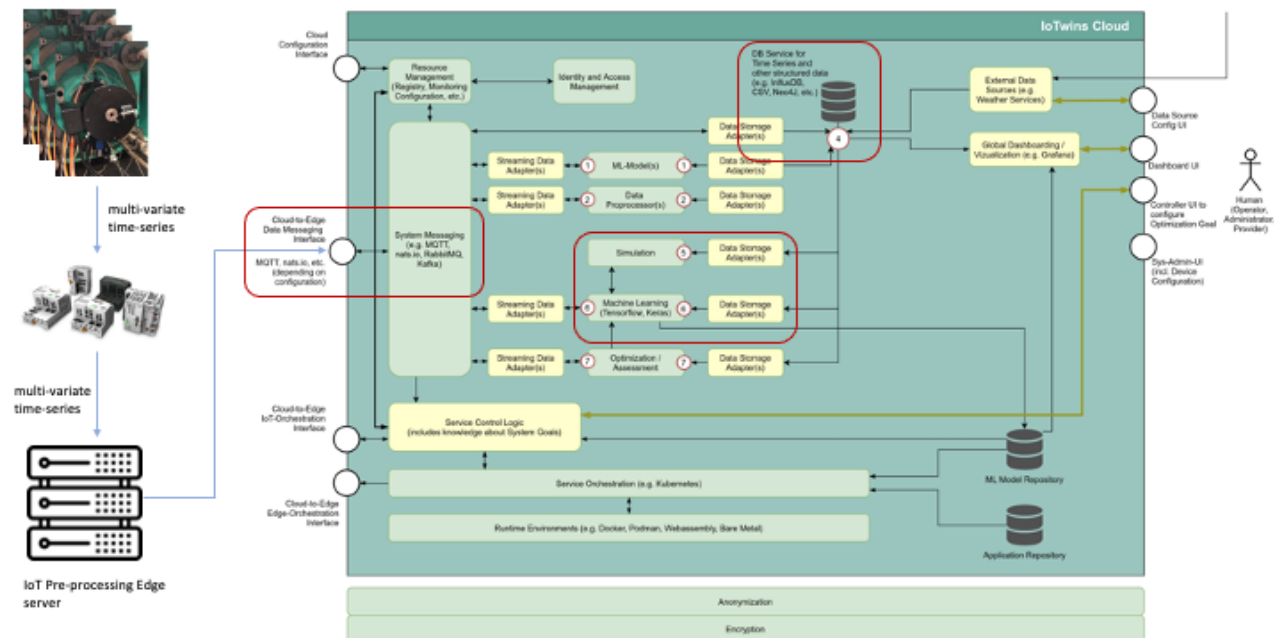 IoTwins Cloud
Cloud
Configuration
Interface
Resource
Management
(Registry, Monitoring
Configuration, etc.)
Identity and Access
Management
DB Service for
Time Series and
other structured data
(e.g. InfluxDB,
CSV, Neo4J, etc.)
4
External Data
Sources (e.g.
Weather Services)
Data Source
Config UI
Global Dashboarding /
Vizualization (e.g. Grafana)
Dashboard UI
Controller UI to
configure
Optimization Goal
Sys-Admin-UI
(incl. Device
Configuration)
Human
(Operator,
Administrator,
Provider)
multi-variate
time-series
Cloud-to-Edge
Data Messaging
Interface
MQTT, nats.io, etc.
(depending on
configuration)
System Messaging
(e.g. MQTT,
nats.io, RabbitMQ,
Kafka)
Data Storage
Adapter(s)
Streaming Data
Adapter(s)
1
ML-Model(s)
1
Data Storage
Adapter(s)
Streaming Data
Adapter(s)
2
Data
Preprocessor(s)
2
Data Storage
Adapter(s)
Simulation
5
Data Storage
Adapter(s)
Streaming Data
Adapter(s)
6
Machine Learning
(Tensorflow, Keras)
6
Data Storage
Adapter(s)
Streaming Data
Adapter(s)
7
Optimization /
Assessment
7
Data Storage
Adapter(s)
multi-variate
time-series
Cloud-to-Edge
IoT-Orchestration
Interface
Service Control Logic
(includes knowledge about System Goals)
Cloud-to-Edge
Edge-Orchestration
Interface
Service Orchestration (e.g. Kubernetes)
Runtime Environments (e.g. Docker, Podman, Webassembly, Bare Metal)
ML Model Repository
Application Repository
IoT Pre-processing Edge
server
Anonymization
Encryption